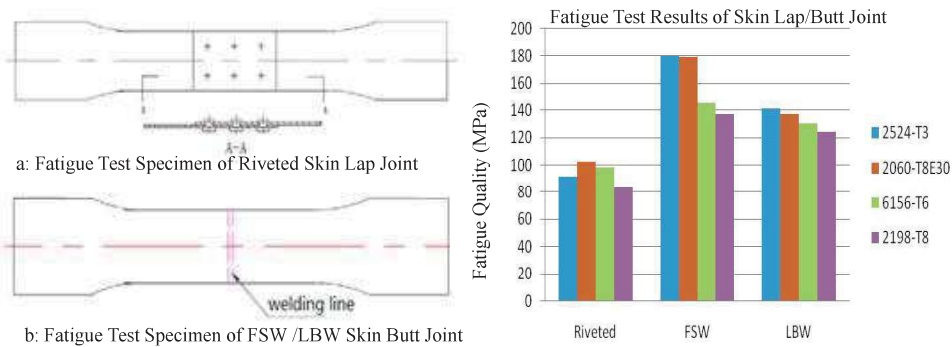 A-A
a: Fatigue Test Specimen of Riveted Skin Lap Joint
welding line
b: Fatigue Test Specimen of FSW /LBW Skin Butt Joint
Fatigue Test Results of Skin Lap/Butt Joint
Fatigue Quality (MPa)
200
180
160
140
120
100
80
60
40
20
0
Riveted FSW LBW
2524-T3
2060-T8E30
6156-T6
2198-T8